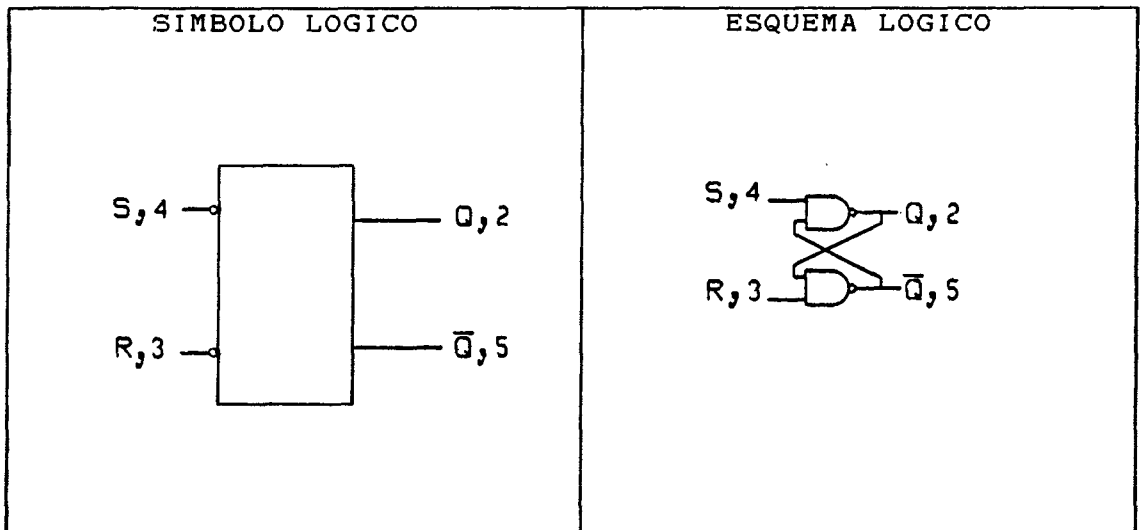 SIMBOLO LOGICO
S,4
Q,2
R,3
Q̅,5
ESQUEMA LOGICO
S,4
Q,2
R,3
Q̅,5